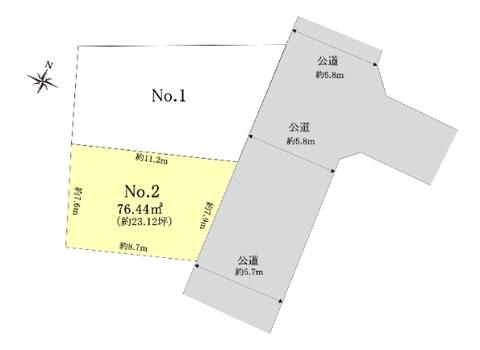 N
公道
約5.8m
No.1
公道
約5.8m
約11.2m
No.2
76.44㎡
(約23.12坪)
約7.6m
約7.9m
約8.7m
公道
約5.7m